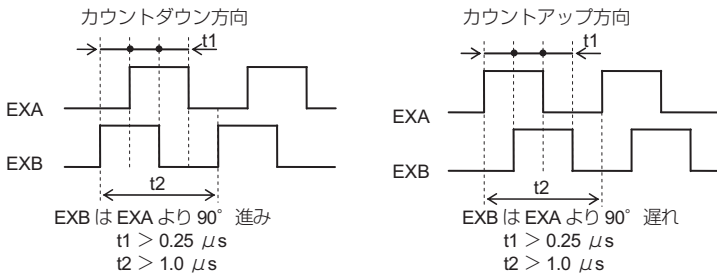 カウントダウン方向
t1
EXA
EXB
t2
EXB は EXA より 90° 進み
t1 > 0.25 μs
t2 > 1.0 μs
カウントアップ方向
t1
EXA
EXB
t2
EXB は EXA より 90° 遅れ
t1 > 0.25 μs
t2 > 1.0 μs